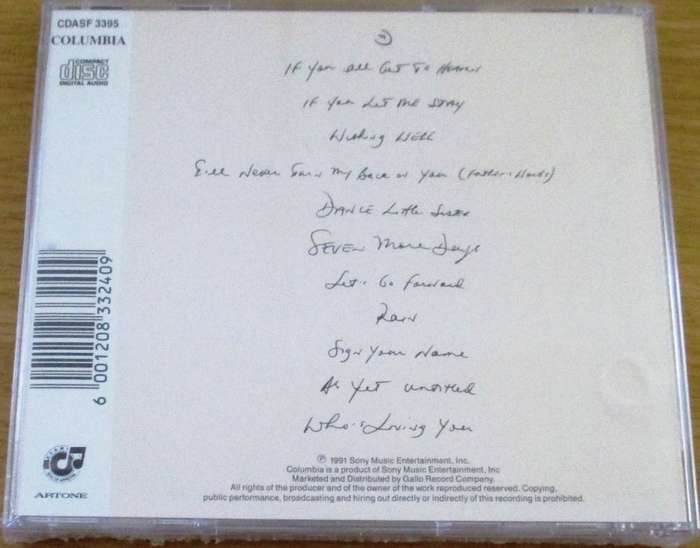 CDASF 3395
COLUMBIA
COMPACT
disc
DIGITAL AUDIO
If You All Get To Heaven
If You Let Me Stay
Wishing Well
I'll Never Turn My Back on You (Father's Words)
Dance Little Sister
Seven More Days
Let's Go Forward
Rain
Sign Your Name
As Yet Untitled
Who's Loving You
6 001208 332409
ARTONE
℗ 1991 Sony Music Entertainment, Inc.
Columbia is a product of Sony Music Entertainment, Inc
Marketed and Distributed by Gallo Record Company.
All rights of the producer and of the owner of the work reproduced reserved. Copying,
public performance, broadcasting and hiring out directly or indirectly of this recording is prohibited.